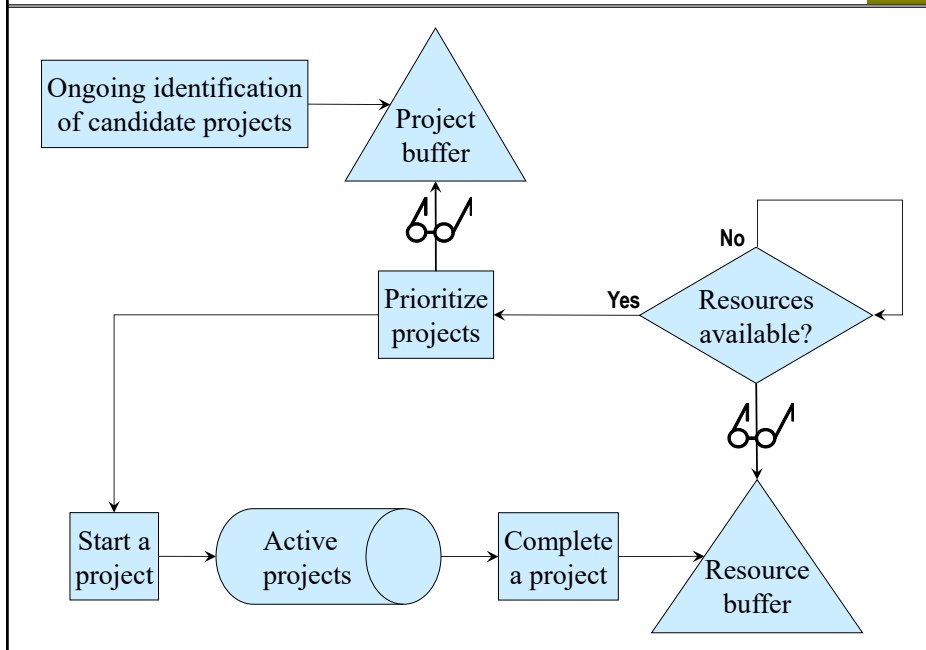 Ongoing identification
of candidate projects
Project
buffer
No
Prioritize
projects
Yes
Resources
available?
Start a
project
Active
projects
Complete
a project
Resource
buffer